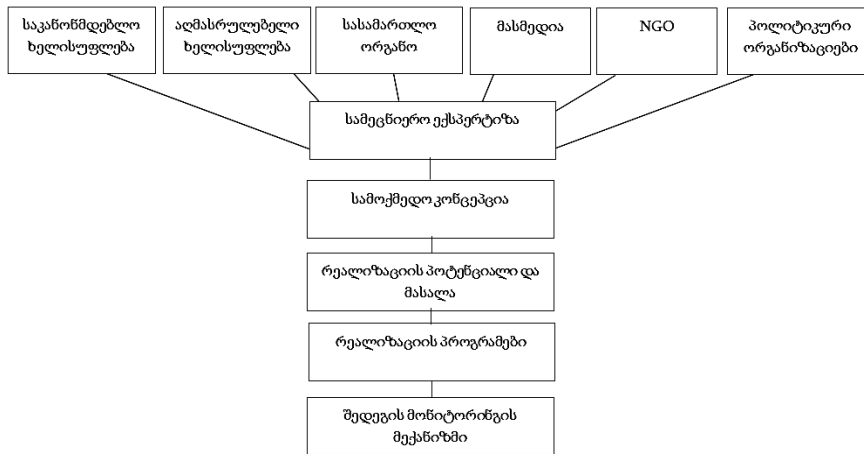 საკანონმდებლო
ხელისუფლება
აღმასრულებელი
ხელისუფლება
სასამართლო
ორგანო
მასმედია
NGO
პოლიტიკური
ორგანიზაციები
სამეცნიერო ექსპერტიზა
სამოქმედო კონცეფცია
რეალიზაციის პოტენციალი და
მასალა
რეალიზაციის პროგრამები
შედეგის მონიტორინგის
მექანიზმი